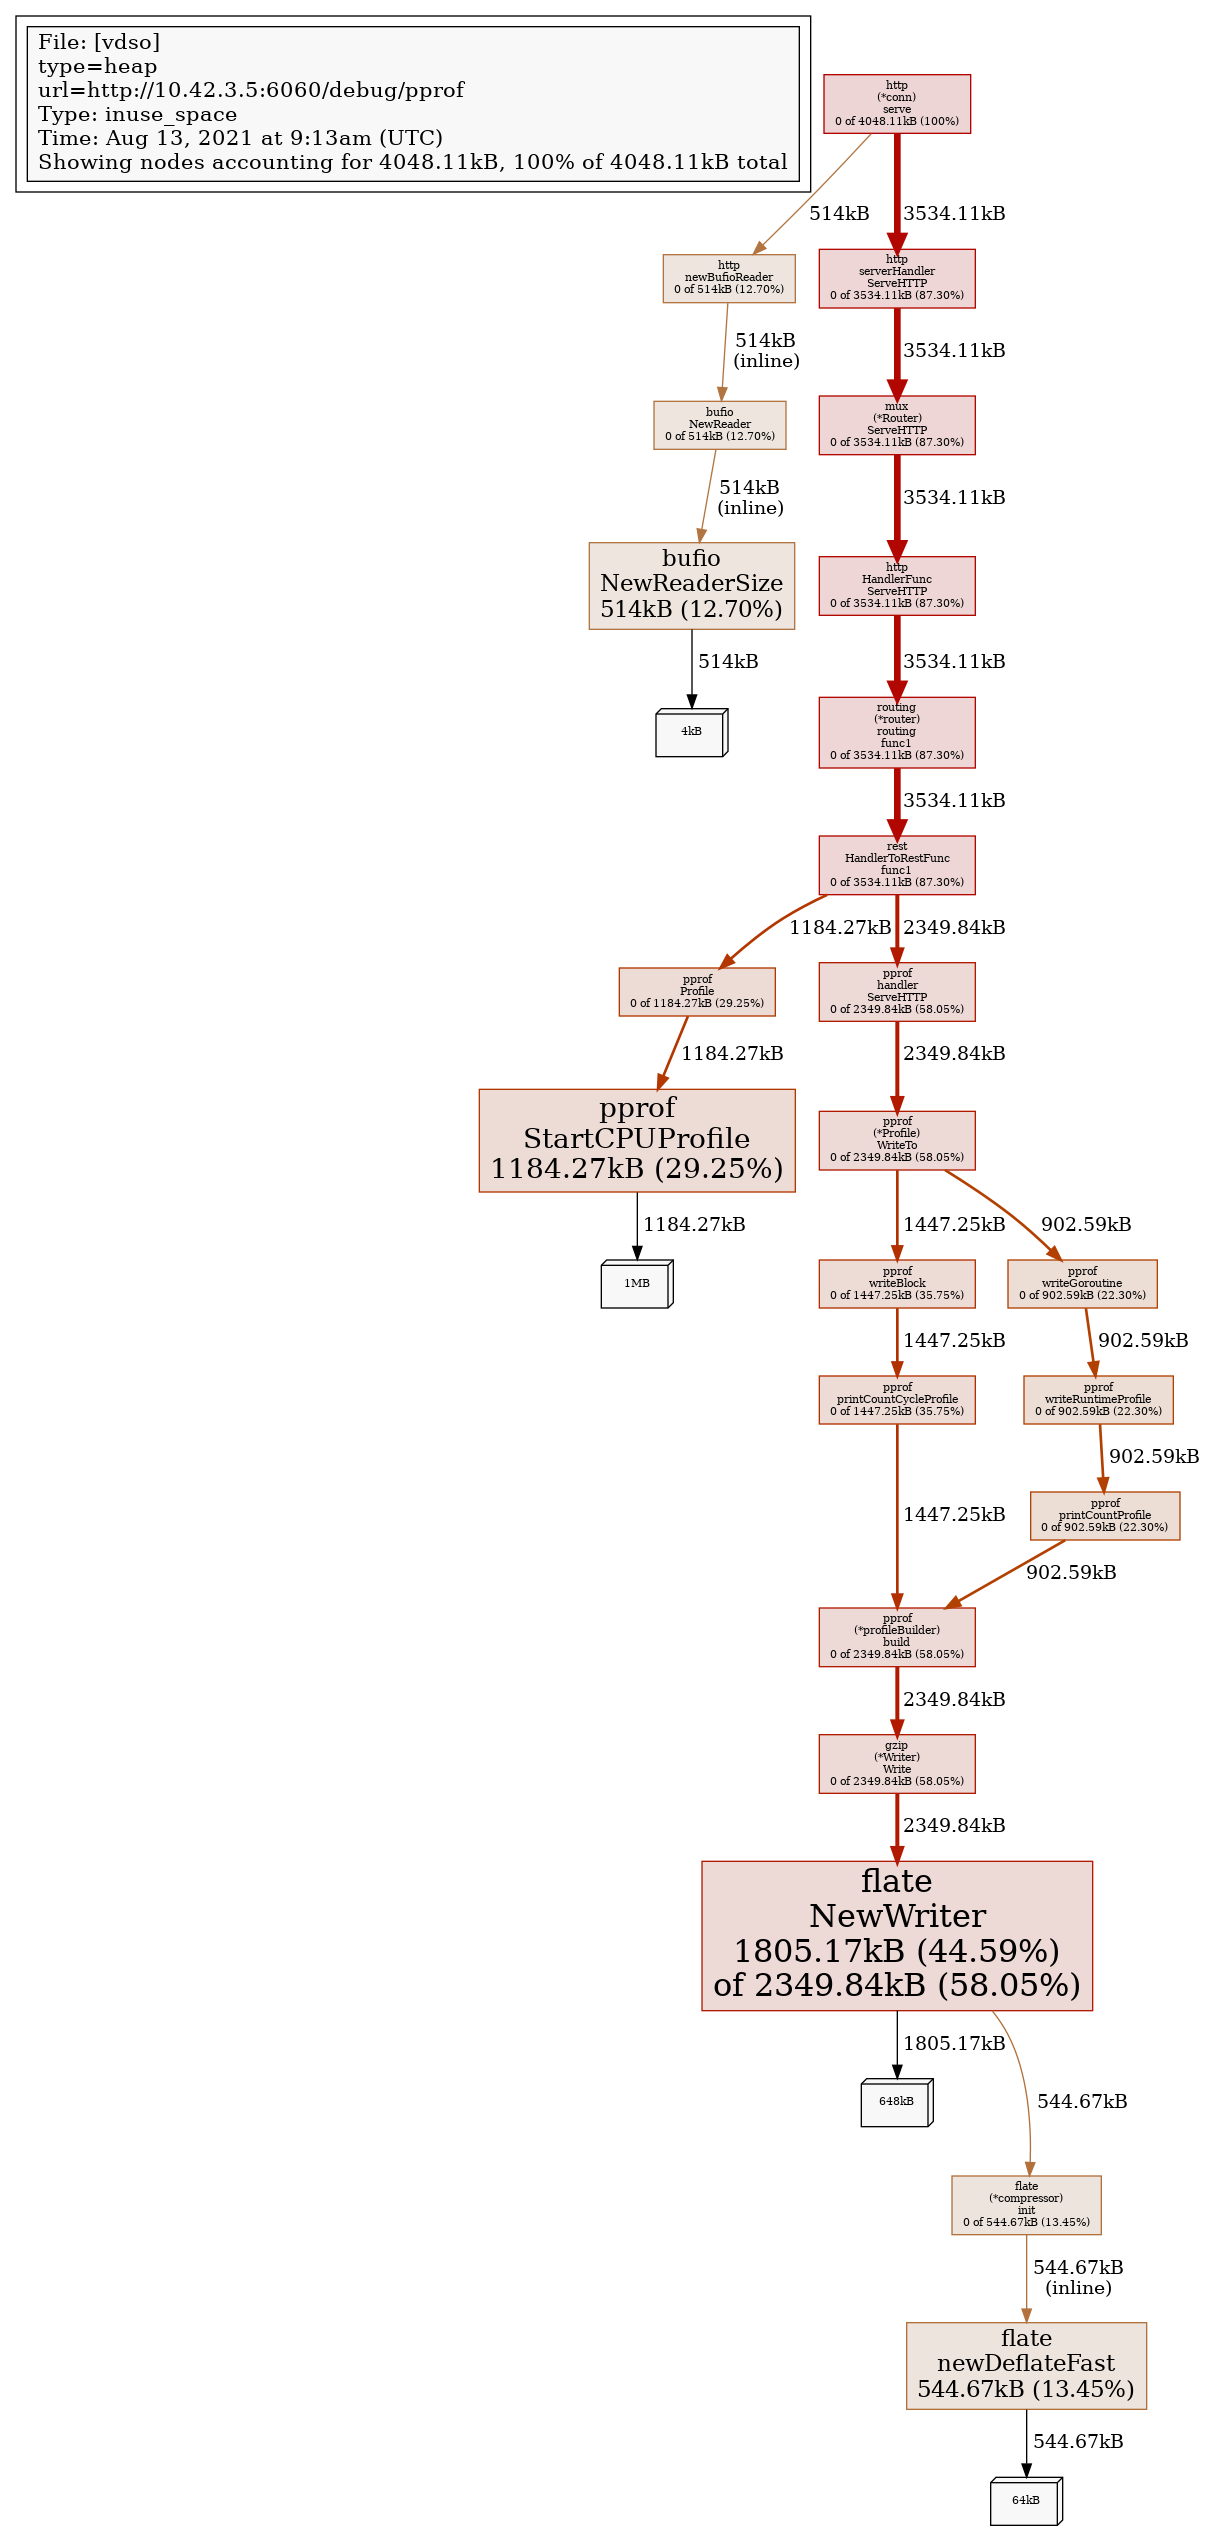 File: [vdso]
type=heap
url=http://10.42.3.5:6060/debug/pprof
Type: inuse_space
Time: Aug 13, 2021 at 9:13am (UTC)
Showing nodes accounting for 4048.11kB, 100% of 4048.11kB total
http
(*conn)
serve
0 of 4048.11kB (100%)
514kB
3534.11kB
http
newBufioReader
0 of 514kB (12.70%)
http
serverHandler
ServeHTTP
0 of 3534.11kB (87.30%)
514kB
(inline)
3534.11kB
bufio
NewReader
0 of 514kB (12.70%)
mux
(*Router)
ServeHTTP
0 of 3534.11kB (87.30%)
514kB
(inline)
3534.11kB
bufio
NewReaderSize
514kB (12.70%)
http
HandlerFunc
ServeHTTP
0 of 3534.11kB (87.30%)
514kB
3534.11kB
4kB
routing
(*router)
routing
func1
0 of 3534.11kB (87.30%)
3534.11kB
rest
HandlerToRestFunc
func1
0 of 3534.11kB (87.30%)
1184.27kB
2349.84kB
pprof
Profile
0 of 1184.27kB (29.25%)
pprof
handler
ServeHTTP
0 of 2349.84kB (58.05%)
1184.27kB
2349.84kB
pprof
StartCPUProfile
1184.27kB (29.25%)
pprof
(*Profile)
WriteTo
0 of 2349.84kB (58.05%)
1184.27kB
1447.25kB
902.59kB
1MB
pprof
writeBlock
0 of 1447.25kB (35.75%)
pprof
writeGoroutine
0 of 902.59kB (22.30%)
1447.25kB
902.59kB
pprof
printCountCycleProfile
0 of 1447.25kB (35.75%)
pprof
writeRuntimeProfile
0 of 902.59kB (22.30%)
902.59kB
1447.25kB
pprof
printCountProfile
0 of 902.59kB (22.30%)
902.59kB
pprof
(*profileBuilder)
build
0 of 2349.84kB (58.05%)
2349.84kB
gzip
(*Writer)
Write
0 of 2349.84kB (58.05%)
2349.84kB
flate
NewWriter
1805.17kB (44.59%)
of 2349.84kB (58.05%)
1805.17kB
544.67kB
648kB
flate
(*compressor)
init
0 of 544.67kB (13.45%)
544.67kB
(inline)
flate
newDeflateFast
544.67kB (13.45%)
544.67kB
64kB